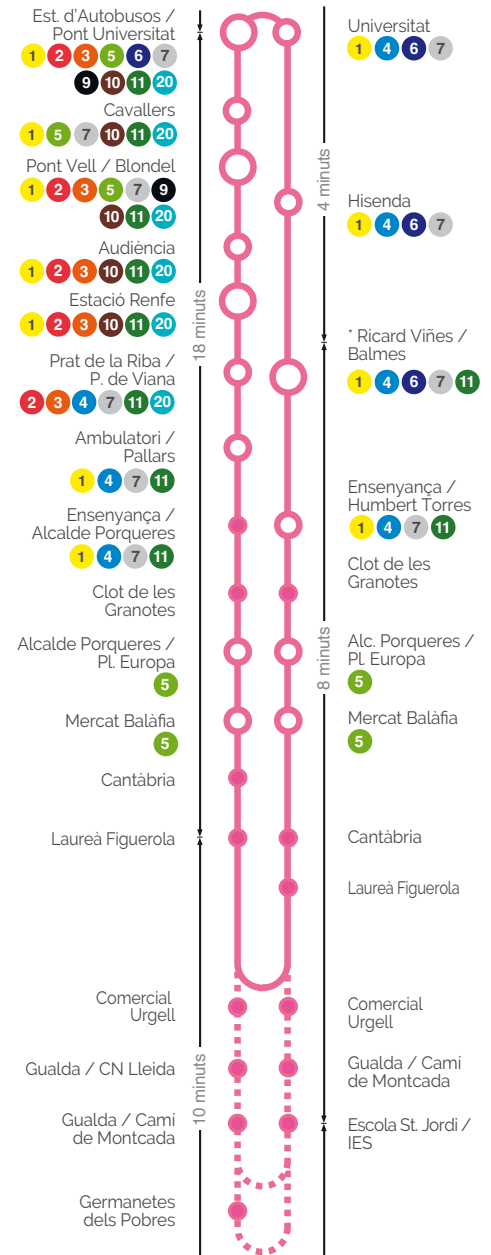 Est. d'Autobusos /
Pont Universitat
1 2 3 5 6 7
9 10 11 20
Cavallers
1 5 7 10 11 20
Pont Vell / Blondel
1 2 3 5 7 9
10 11 20
Audiència
1 2 3 10 11 20
Estació Renfe
1 2 3 10 11 20
Prat de la Riba /
P. de Viana
2 3 4 7 11 20
Ambulatori /
Pallars
1 4 7 11
Ensenyança /
Alcalde Porqueres
1 4 7 11
Clot de les
Granotes
Alcalde Porqueres /
Pl. Europa
5
Mercat Balàfia
5
Cantàbria
Laureà Figuerola
Comercial
Urgell
Gualda / CN Lleida
Gualda / Camí
de Montcada
Germanetes
dels Pobres
18 minuts
10 minuts
4 minuts
8 minuts
Universitat
1 4 6 7
Hisenda
1 4 6 7
* Ricard Viñes /
Balmes
1 4 6 7 11
Ensenyança /
Humbert Torres
1 4 7 11
Clot de les
Granotes
Alc. Porqueres /
Pl. Europa
5
Mercat Balàfia
5
Cantàbria
Laureà Figuerola
Comercial
Urgell
Gualda / Camí
de Montcada
Escola St. Jordi /
IES